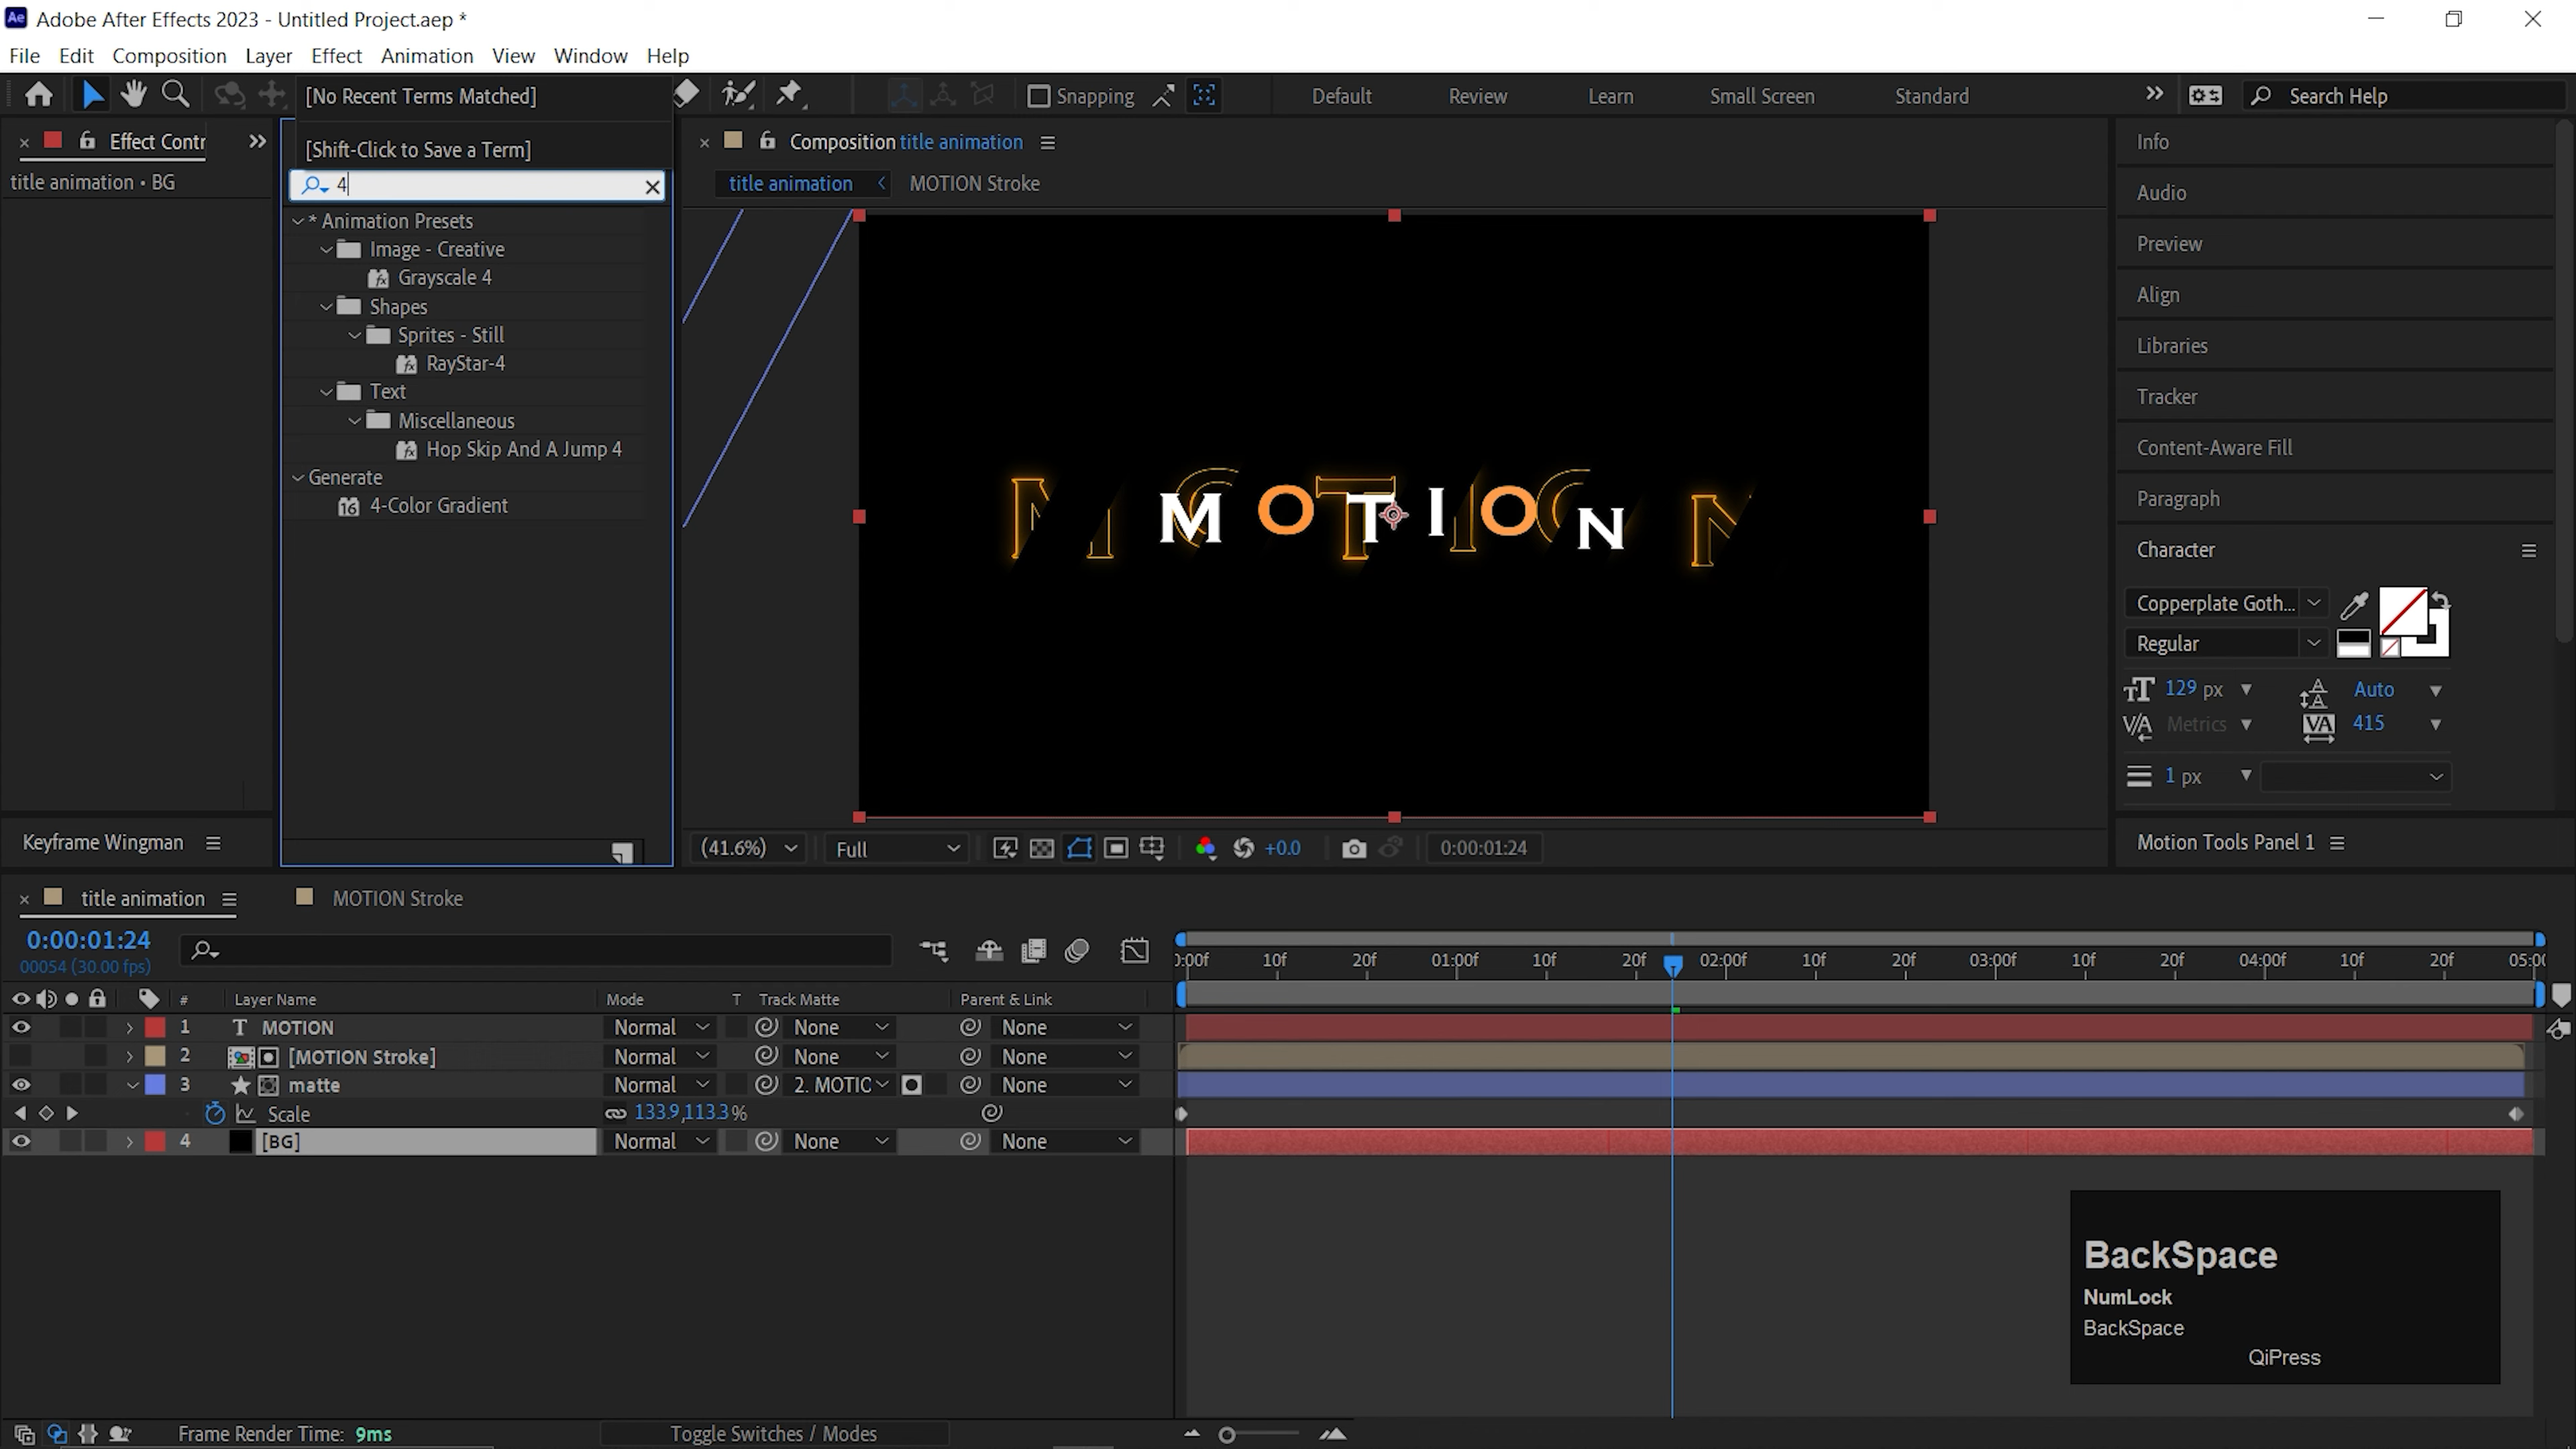 Adobe After Effects 2023 - Untitled Project.aep *
File Edit Composition Layer Effect Animation View Window Help
[No Recent Terms Matched]
Snapping
Default Review Learn Small Screen Standard
Search Help
Effect Contr
[Shift-Click to Save a Term]
title animation • BG
4
* Animation Presets
Image - Creative
Grayscale 4
Shapes
Sprites - Still
RayStar-4
Text
Miscellaneous
Hop Skip And A Jump 4
Generate
4-Color Gradient
Composition title animation
title animation MOTION Stroke
MOTION
Info
Audio
Preview
Align
Libraries
Tracker
Content-Aware Fill
Paragraph
Character
Copperplate Goth...
Regular
129 px Auto
Metrics 415
1 px
Keyframe Wingman
(41.6%) Full +0.0 0:00:01:24
Motion Tools Panel 1
title animation MOTION Stroke
0:00:01:24
00054 (30.00 fps)
0:00f 10f 20f 01:00f 10f 20f 02:00f 10f 20f 03:00f 10f 20f 04:00f 10f 20f 05:00
# Layer Name Mode T Track Matte Parent & Link
1 T MOTION Normal None None
2 [MOTION Stroke] Normal None None
3 matte Normal 2. MOTIC None
Scale 133.9,113.3%
4 [BG] Normal None None
BackSpace
NumLock
BackSpace
QiPress
Frame Render Time: 9ms Toggle Switches / Modes